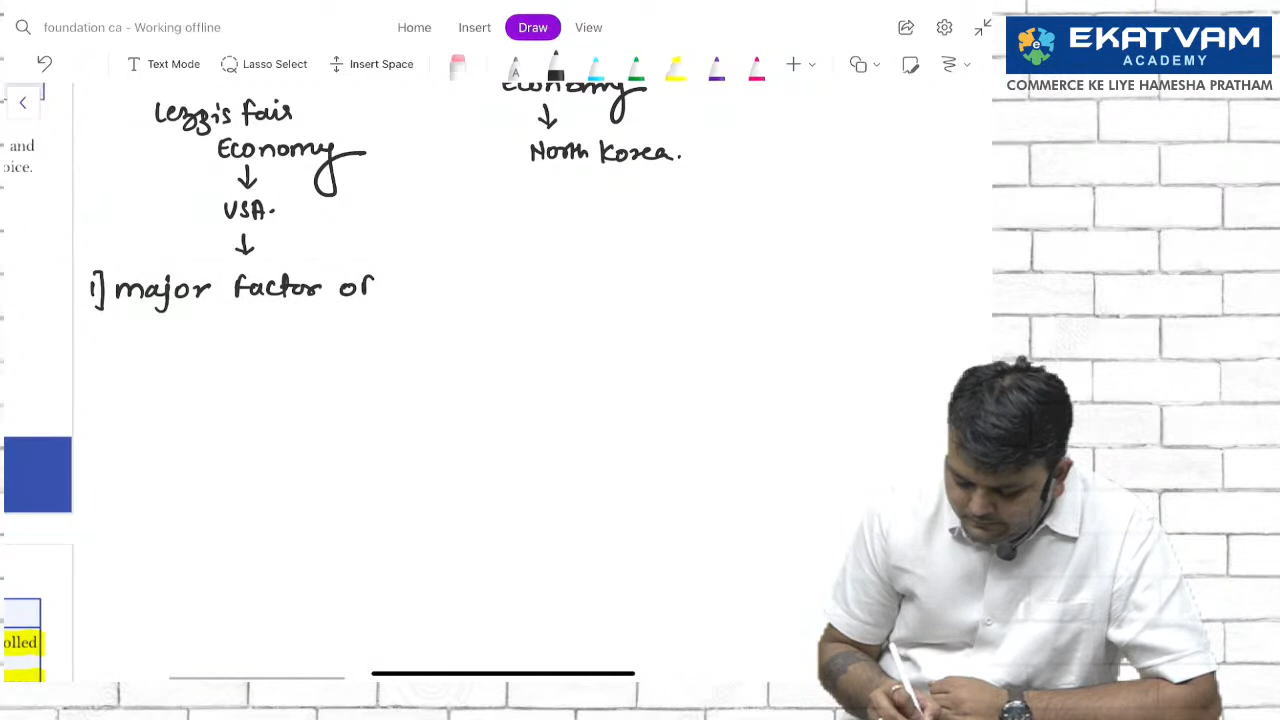 foundation ca - Working offline
Home
Insert
Draw
View
Text Mode
Lasso Select
Insert Space
EKATVAM
ACADEMY
COMMERCE KE LIYE HAMESHA PRATHAM
and
oice.
Lezzis fair
Economy
USA.
i] major factor of
Economy
North Korea.
olled